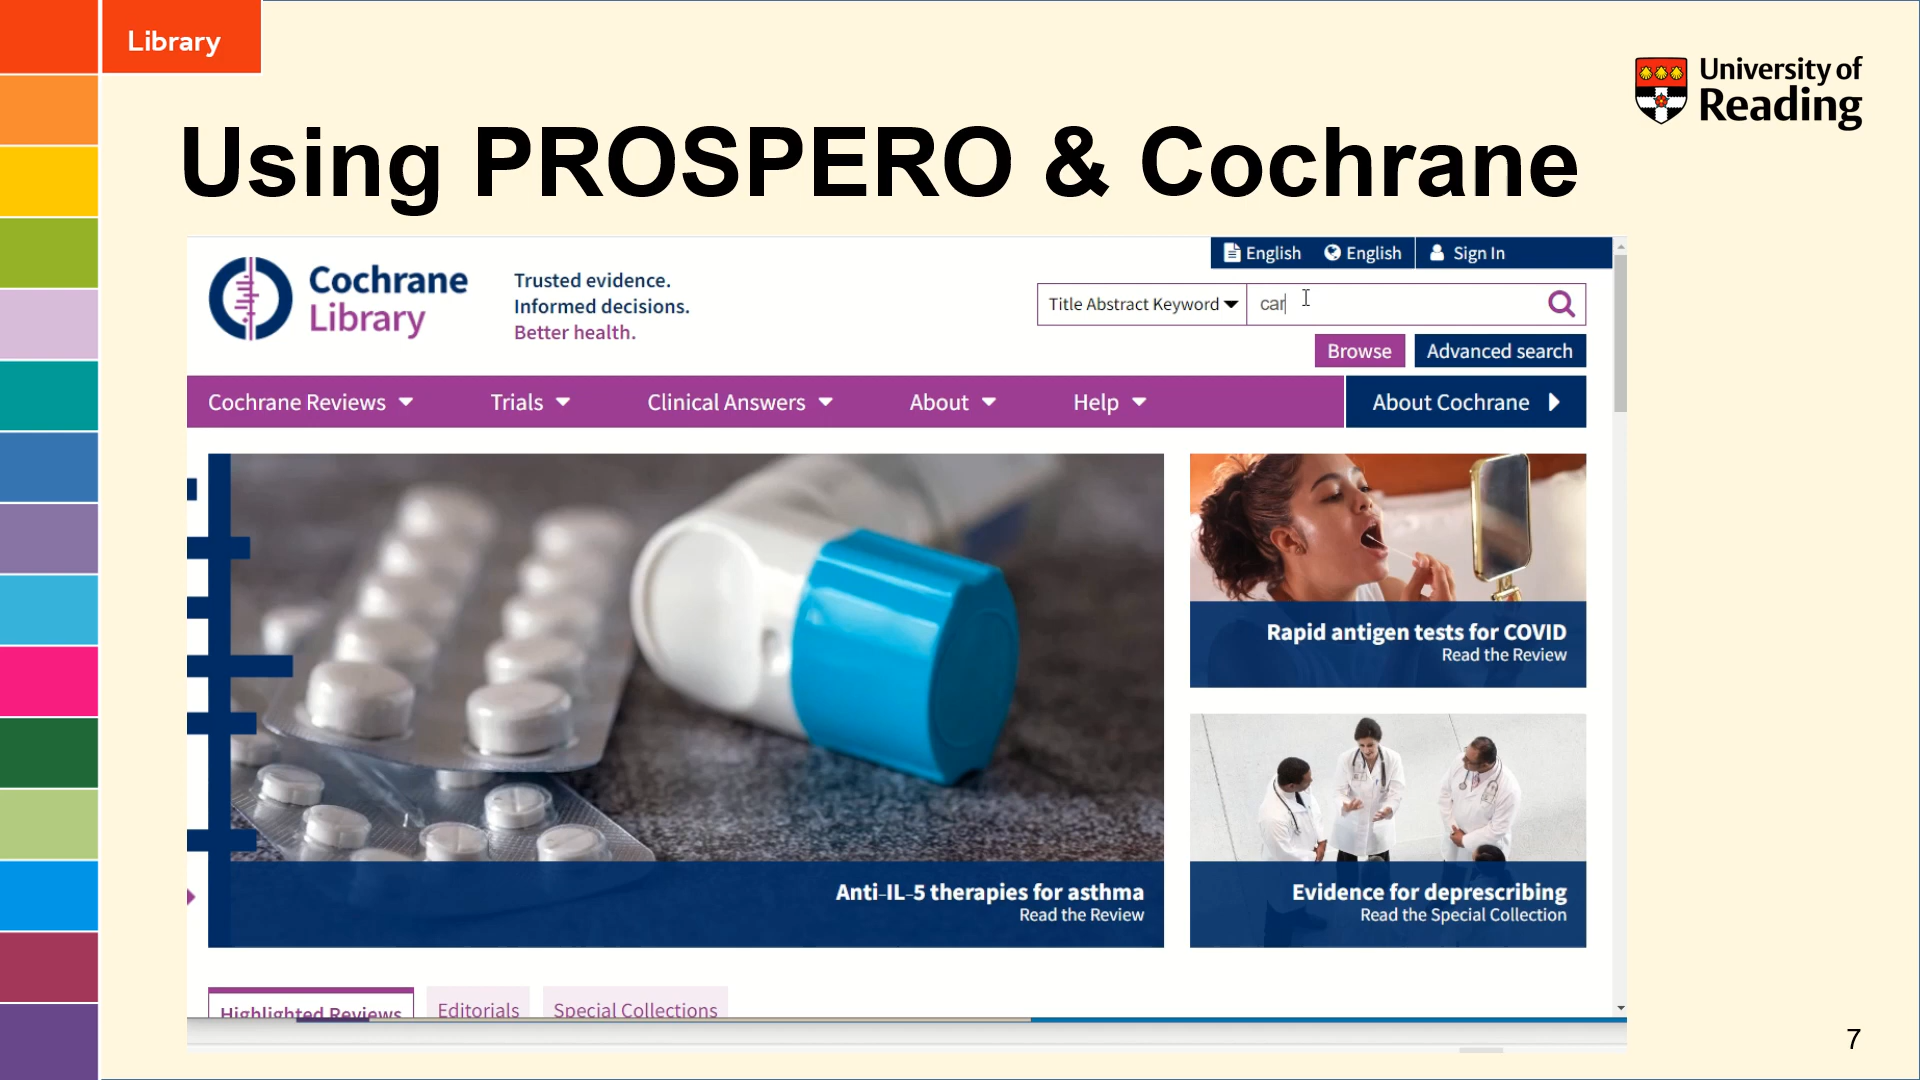 Library
University of
Reading
Using PROSPERO & Cochrane
English English Sign In
Cochrane
Library
Trusted evidence.
Informed decisions.
Better health.
Title Abstract Keyword car
Browse Advanced search
Cochrane Reviews Trials Clinical Answers About Help About Cochrane
Rapid antigen tests for COVID
Read the Review
Anti-IL-5 therapies for asthma
Read the Review
Evidence for deprescribing
Read the Special Collection
Highlighted Reviews Editorials Special Collections
7